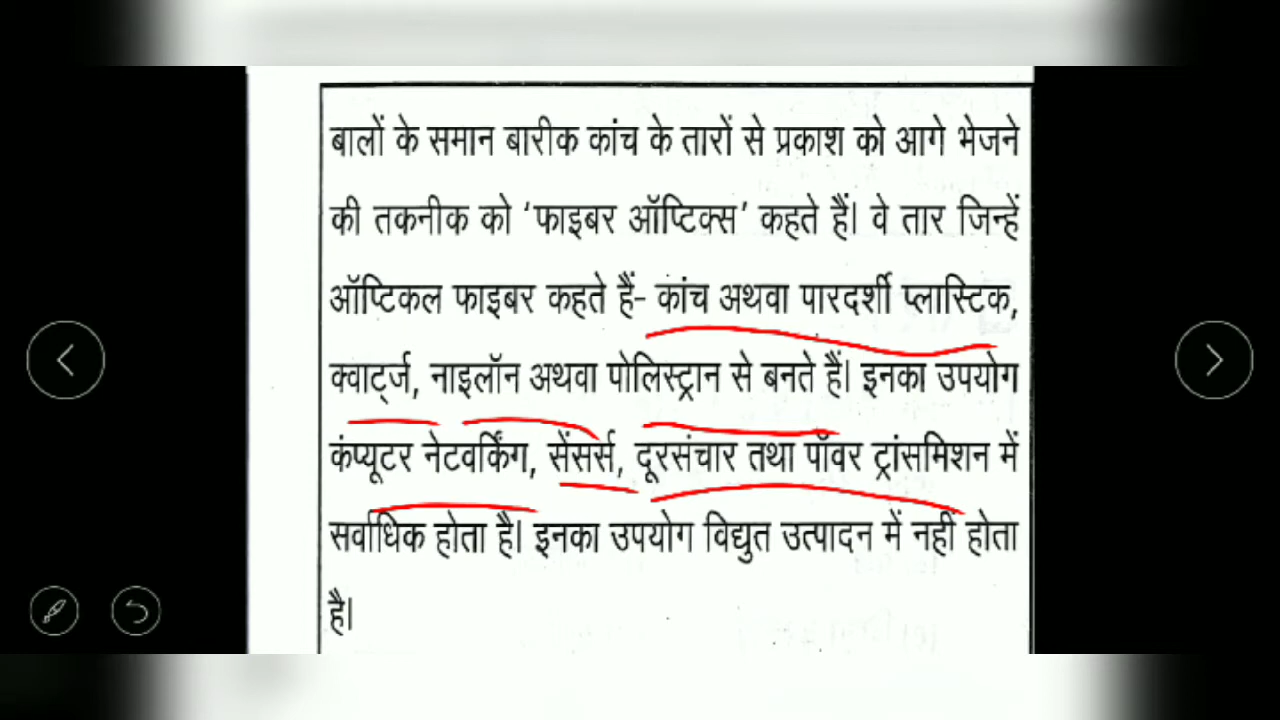 बालों के समान बारीक कांच के तारों से प्रकाश को आगे भेजने
की तकनीक को ‘फाइबर ऑप्टिक्स’ कहते हैं। वे तार जिन्हें
ऑप्टिकल फाइबर कहते हैं- कांच अथवा पारदर्शी प्लास्टिक,
क्वार्ट्ज, नाइलॉन अथवा पोलिस्ट्रान से बनते हैं। इनका उपयोग
कंप्यूटर नेटवर्किंग, सेंसर्स, दूरसंचार तथा पॉवर ट्रांसमिशन में
सर्वाधिक होता है। इनका उपयोग विद्युत उत्पादन में नही होता
है।